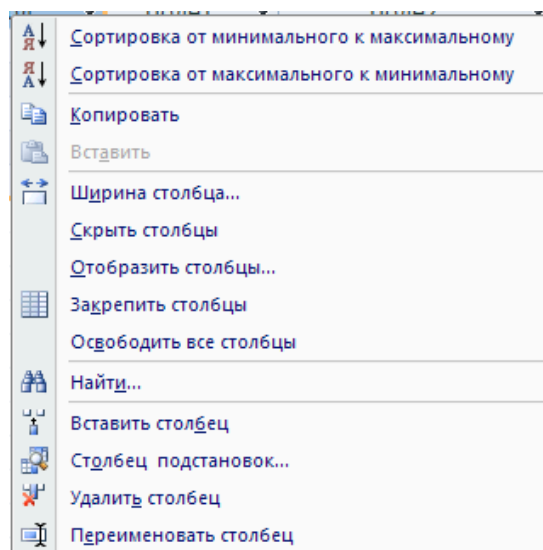 Сортировка от минимального к максимальному
Сортировка от максимального к минимальному
Копировать
Вставить
Ширина столбца...
Скрыть столбцы
Отобразить столбцы...
Закрепить столбцы
Освободить все столбцы
Найти...
Вставить столбец
Столбец подстановок...
Удалить столбец
Переименовать столбец